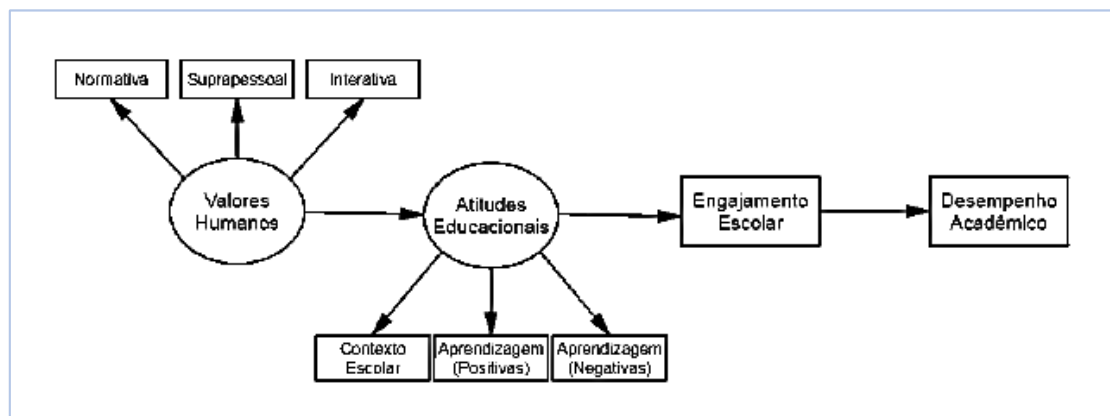 Normativa
Suprapessoal
Interativa
Valores
Humanos
Atitudes
Educacionais
Engajamento
Escolar
Desempenho
Acadêmico
Contexto
Escolar
Aprendizagem
(Positivas)
Aprendizagem
(Negativas)